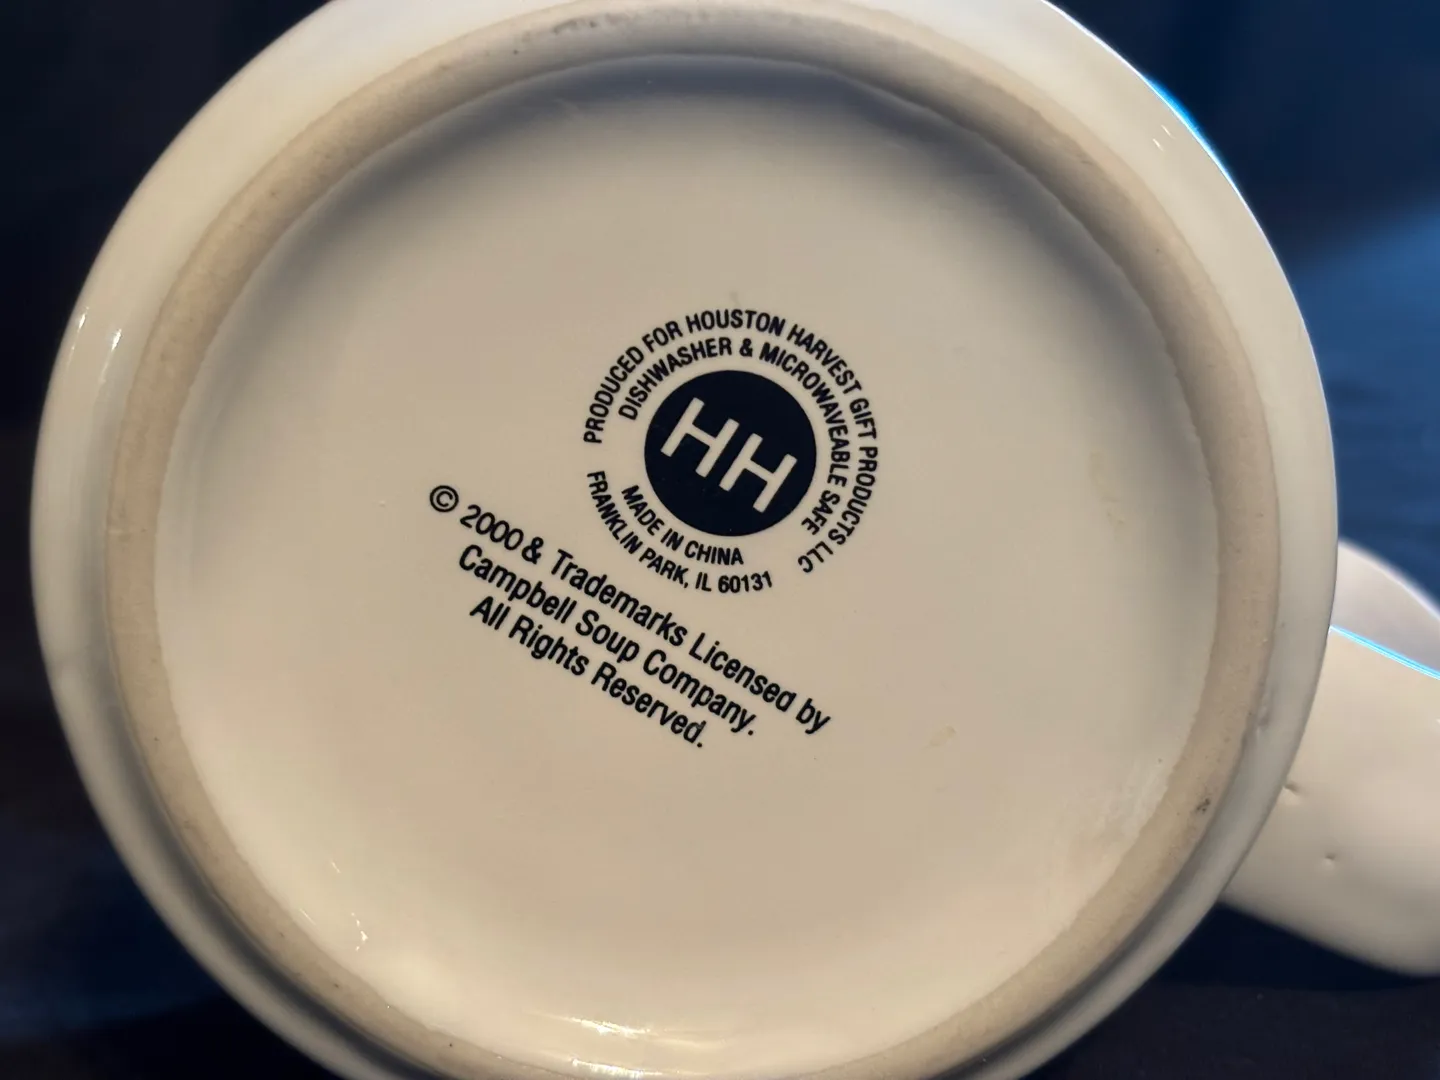 PRODUCED FOR HOUSTON HARVEST GIFT PRODUCTS LLC
DISHWASHER & MICROWAVEABLE SAFE
HH
MADE IN CHINA
FRANKLIN PARK, IL 60131
© 2000 & Trademarks Licensed by
Campbell Soup Company.
All Rights Reserved.